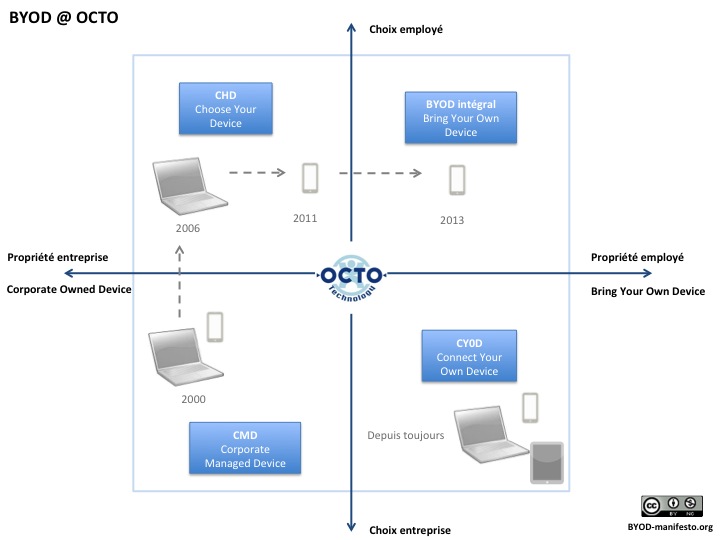 BYOD @ OCTO
Choix employé
CHD
Choose Your
Device
BYOD intégral
Bring Your Own
Device
2006
2011
2013
Propriété entreprise
Corporate Owned Device
OCTO
Technology
Propriété employé
Bring Your Own Device
2000
CY0D
Connect Your
Own Device
CMD
Corporate
Managed Device
Depuis toujours
Choix entreprise
cc
BY NC
BYOD-manifesto.org